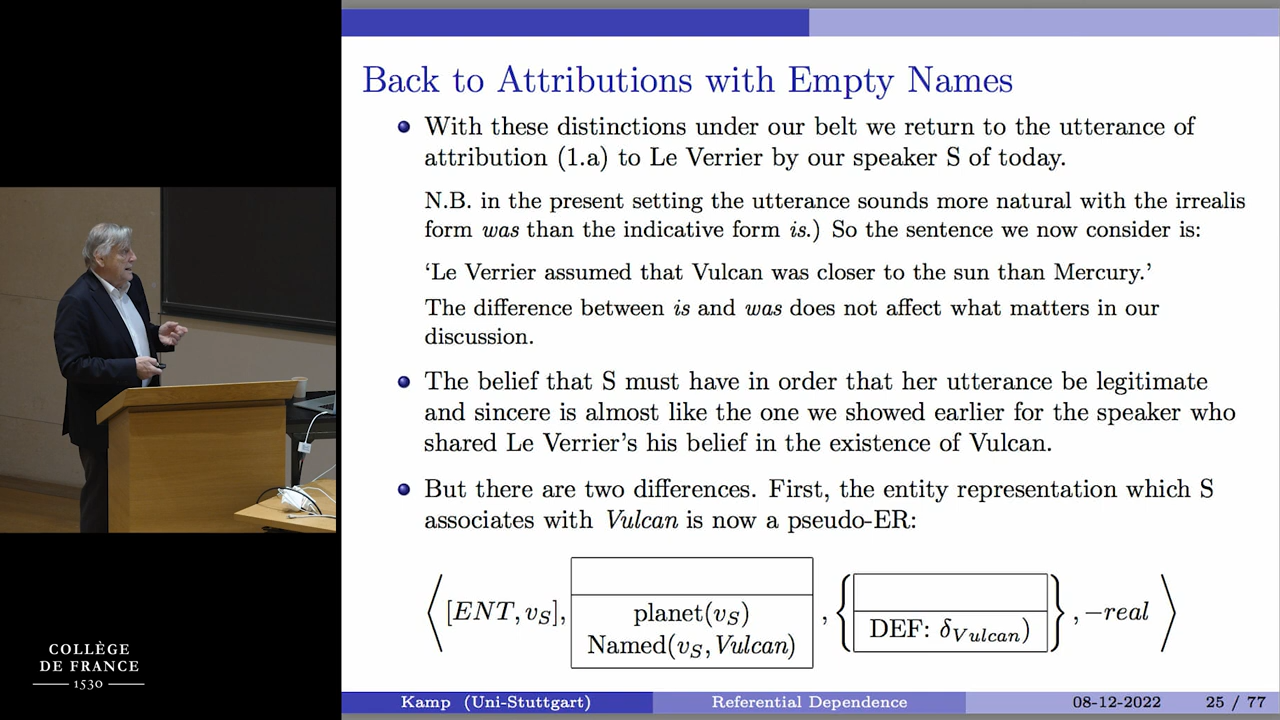 Back to Attributions with Empty Names
With these distinctions under our belt we return to the utterance of
attribution (1.a) to Le Verrier by our speaker S of today.
N.B. in the present setting the utterance sounds more natural with the irrealis
form was than the indicative form is.) So the sentence we now consider is:
‘Le Verrier assumed that Vulcan was closer to the sun than Mercury.’
The difference between is and was does not affect what matters in our
discussion.
The belief that S must have in order that her utterance be legitimate
and sincere is almost like the one we showed earlier for the speaker who
shared Le Verrier’s his belief in the existence of Vulcan.
But there are two differences. First, the entity representation which S
associates with Vulcan is now a pseudo-ER:
⟨ [ENT, v_S], planet(v_S)
Named(v_S, Vulcan) , { DEF: δ_Vulcan) } , −real ⟩
COLLÈGE
DE FRANCE
1530
Kamp (Uni-Stuttgart) Referential Dependence 08-12-2022 25 / 77